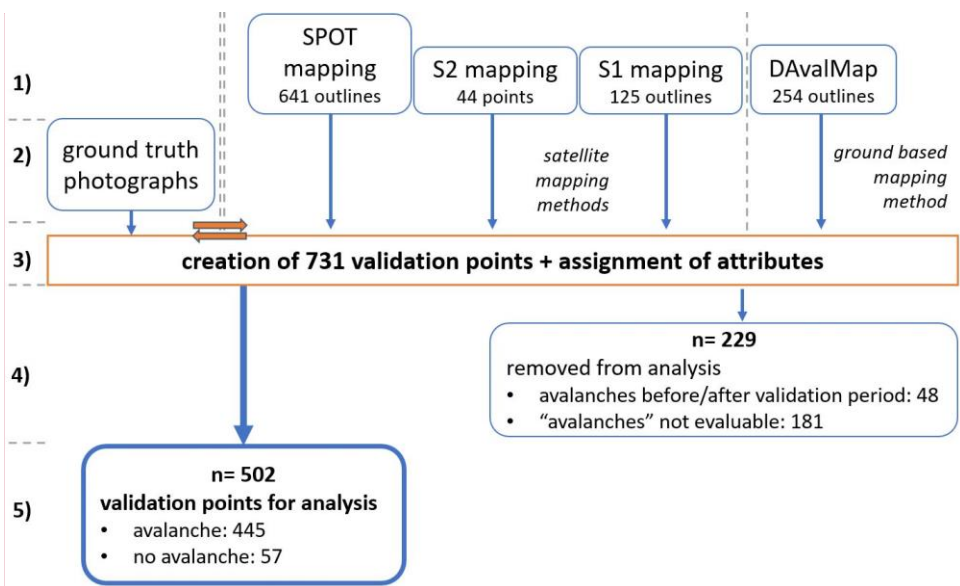 1)
SPOT
mapping
641 outlines
S2 mapping
44 points
S1 mapping
125 outlines
DAvalMap
254 outlines
2)
ground truth
photographs
satellite
mapping
methods
ground based
mapping
method
3)
creation of 731 validation points + assignment of attributes
4)
n= 229
removed from analysis
• avalanches before/after validation period: 48
• “avalanches” not evaluable: 181
5)
n= 502
validation points for analysis
• avalanche: 445
• no avalanche: 57